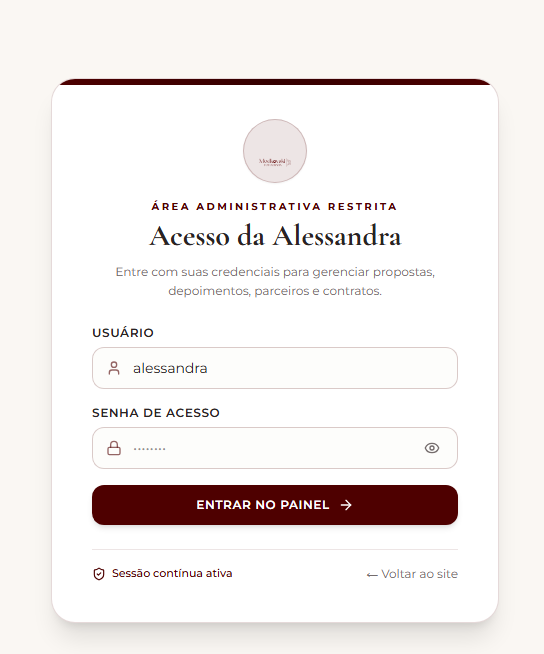 ÁREA ADMINISTRATIVA RESTRITA
Acesso da Alessandra
Entre com suas credenciais para gerenciar propostas,
depoimentos, parceiros e contratos.
USUÁRIO
alessandra
SENHA DE ACESSO
••••••••
ENTRAR NO PAINEL →
Sessão contínua ativa
← Voltar ao site